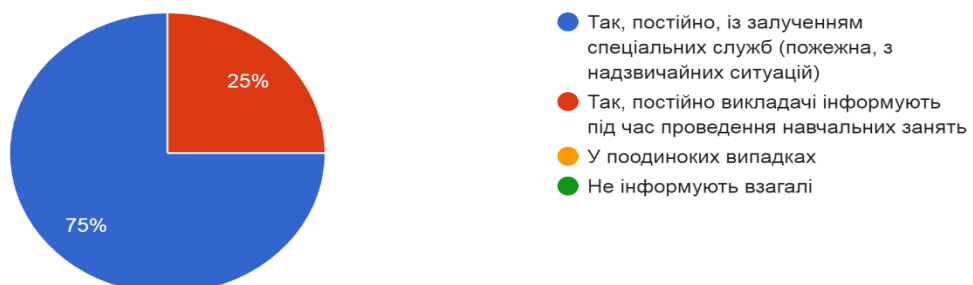 25%
75%
Так, постійно, із залученням
спеціальних служб (пожежна, з
надзвичайних ситуацій)
Так, постійно викладачі інформують
під час проведення навчальних занять
У поодиноких випадках
Не інформують взагалі